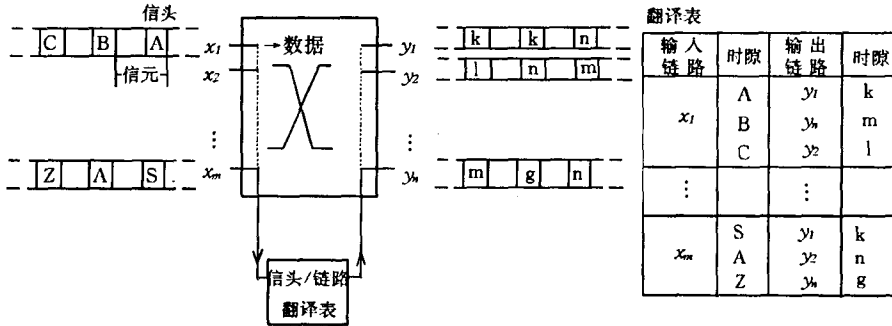 信头
C B A
信元
x₁
x₂
⋮
Z A S
xₘ
→数据
y₁
y₂
⋮
yₙ
k k n
l n m
m g n
信头/链路
翻译表
翻译表
输入链路 时隙 输出链路 时隙
x₁ A y₁ k
B yₙ m
C y₂ l
⋮ ⋮
xₘ S y₁ k
A y₂ n
Z yₙ g